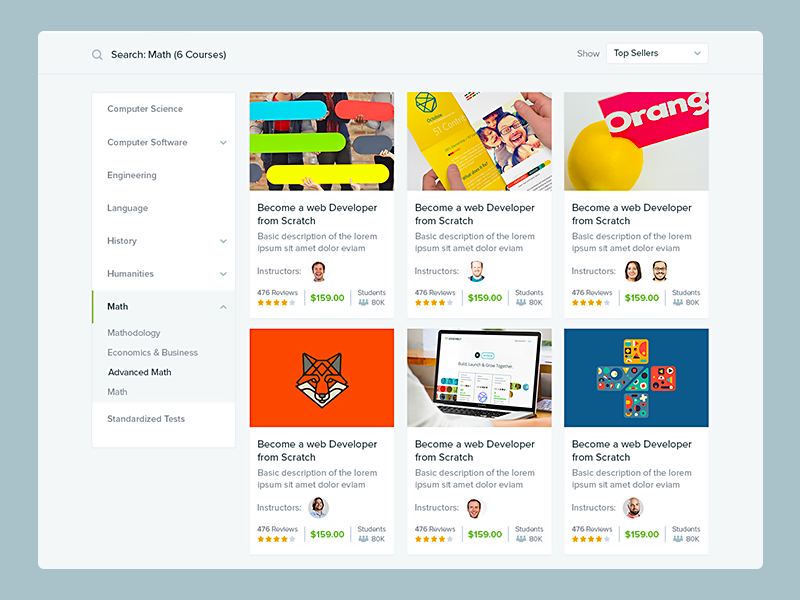 Search: Math (6 Courses)
Show
Top Sellers
Computer Science
Computer Software
Engineering
Language
History
Humanities
Math
Mathodology
Economics & Business
Advanced Math
Math
Standardized Tests
Octobox
What does it do?
Become a web Developer
from Scratch
Basic description of the lorem
ipsum sit amet dolor eviam
Instructors:
476 Reviews
$159.00
Students
80K
Become a web Developer
from Scratch
Basic description of the lorem
ipsum sit amet dolor eviam
Instructors:
476 Reviews
$159.00
Students
80K
Orang
Become a web Developer
from Scratch
Basic description of the lorem
ipsum sit amet dolor eviam
Instructors:
476 Reviews
$159.00
Students
80K
Become a web Developer
from Scratch
Basic description of the lorem
ipsum sit amet dolor eviam
Instructors:
476 Reviews
$159.00
Students
80K
Build, Launch & Grow Together.
Become a web Developer
from Scratch
Basic description of the lorem
ipsum sit amet dolor eviam
Instructors:
476 Reviews
$159.00
Students
80K
Become a web Developer
from Scratch
Basic description of the lorem
ipsum sit amet dolor eviam
Instructors:
476 Reviews
$159.00
Students
80K